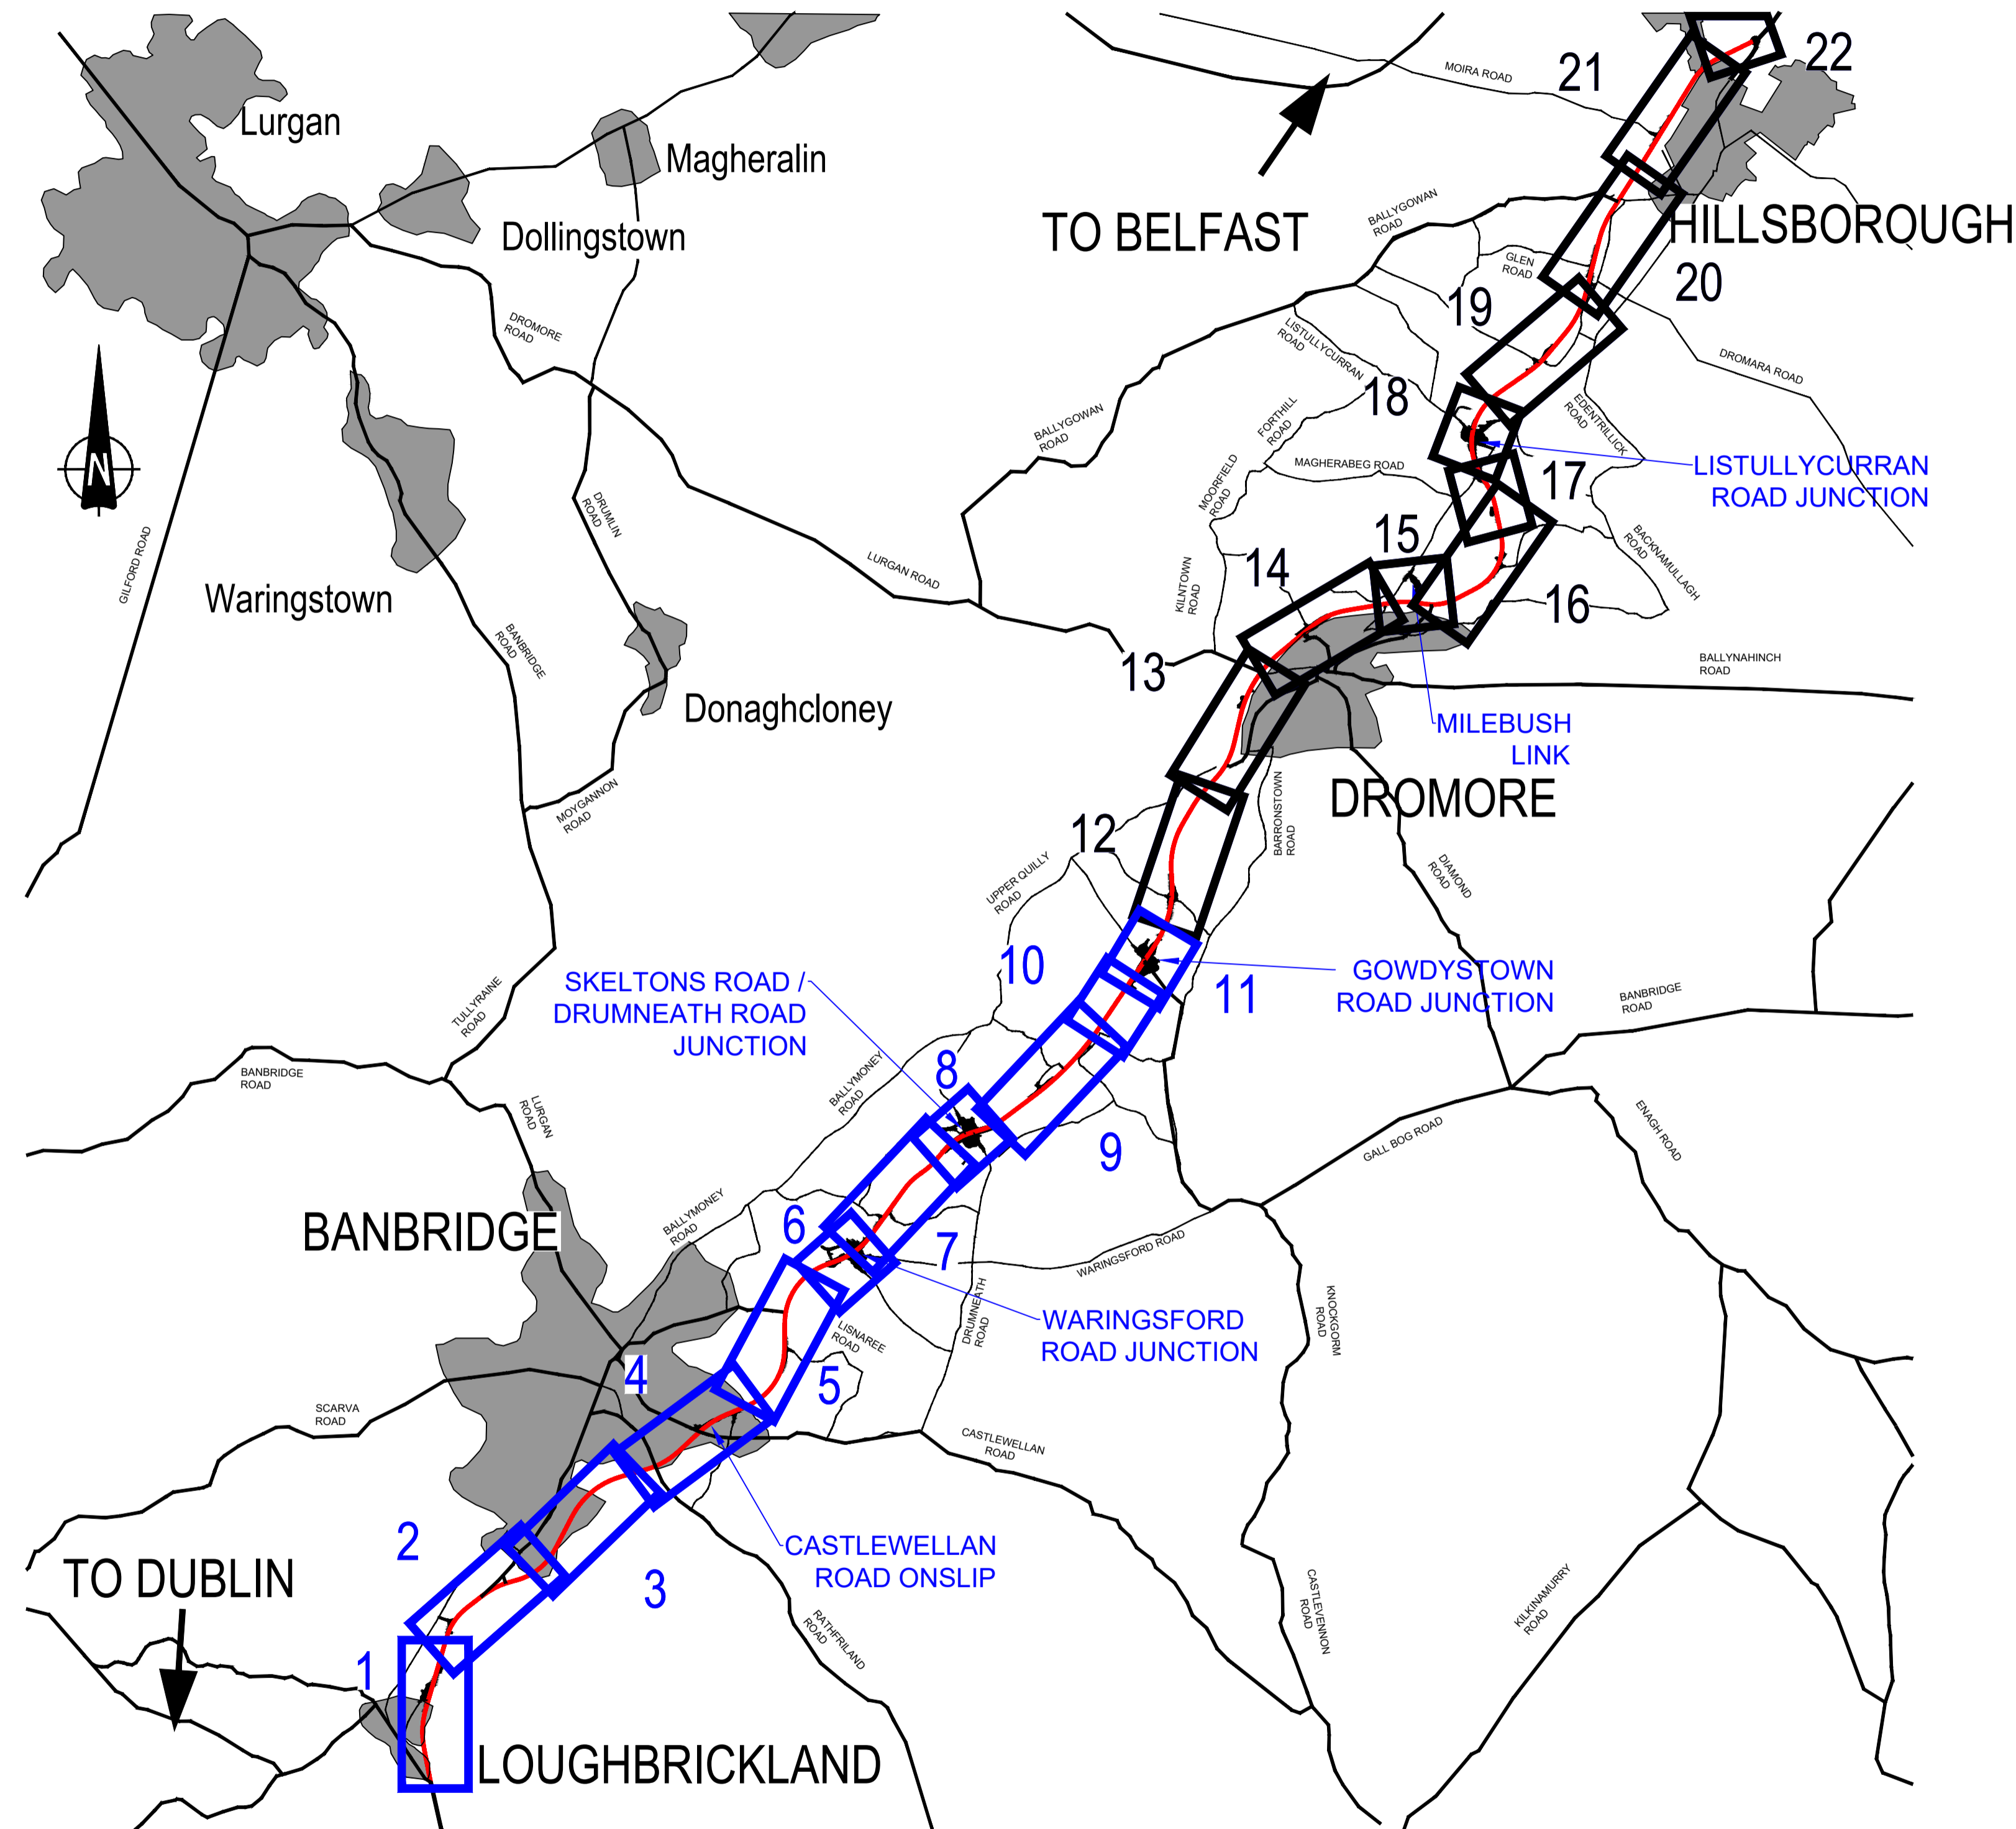 22
21
MOIRA ROAD
Lurgan
Magheralin
TO BELFAST
BALLYGOWAN
ROAD
HILLSBOROUGH
Dollingstown
GLEN
ROAD
20
19
DROMORE
ROAD
LISTULLYCURRAN
ROAD
DROMARA ROAD
18
EDENTRILLICK
ROAD
BALLYGOWAN
ROAD
FORTHILL
ROAD
N
MAGHERABEG ROAD
LISTULLYCURRAN
ROAD JUNCTION
17
MOORFIELD
ROAD
DRUMLIN
ROAD
15
BACKNAMULLAGH
ROAD
GILFORD ROAD
LURGAN ROAD
14
KILNTOWN
ROAD
16
Waringstown
BANBRIDGE
ROAD
13
BALLYNAHINCH
ROAD
Donaghcloney
MILEBUSH
LINK
MOYGANNON
ROAD
DROMORE
BARRONSTOWN
ROAD
12
UPPER QUILLY
ROAD
DIAMOND
ROAD
10
SKELTONS ROAD /
DRUMNEATH ROAD
JUNCTION
GOWDYSTOWN
ROAD JUNCTION
11
TULLYRAINE
ROAD
BANBRIDGE
ROAD
BANBRIDGE
ROAD
8
BALLYMONEY
ROAD
LURGAN
ROAD
ENAGH ROAD
GALL BOG ROAD
9
BALLYMONEY
ROAD
BANBRIDGE
6
7
WARINGSFORD ROAD
DRUMNEATH
ROAD
KNOCKGORM
ROAD
WARINGSFORD
ROAD JUNCTION
LISNAREE
ROAD
4
5
SCARVA
ROAD
CASTLEWELLAN
ROAD
2
CASTLEWELLAN
ROAD ONSLIP
TO DUBLIN
3
CASTLEVENNON
ROAD
KILKINAMURRY
ROAD
RATHFRILAND
ROAD
1
LOUGHBRICKLAND